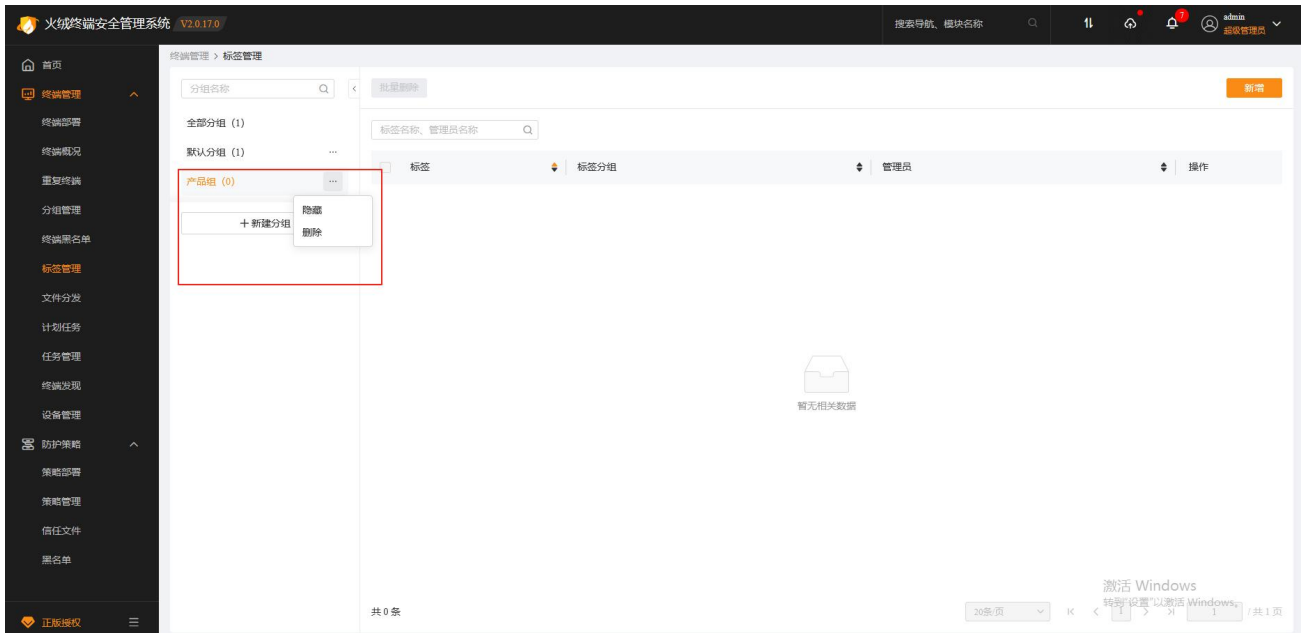 火绒终端安全管理系统 V2.0.17.0
搜索导航、模块名称
7
admin
超级管理员
首页
终端管理
终端部署
终端概况
重复终端
分组管理
终端黑名单
标签管理
文件分发
计划任务
任务管理
终端发现
设备管理
防护策略
策略部署
策略管理
信任文件
黑名单
正版授权
终端管理 > 标签管理
分组名称
全部分组 (1)
默认分组 (1) ...
产品组 (0) ...
隐藏
删除
+ 新建分组
批量删除
新增
标签名称、管理员名称
标签 标签分组 管理员 操作
暂无相关数据
共 0 条
20条/页
1
1 / 共 1 页
激活 Windows
转到"设置"以激活 Windows。